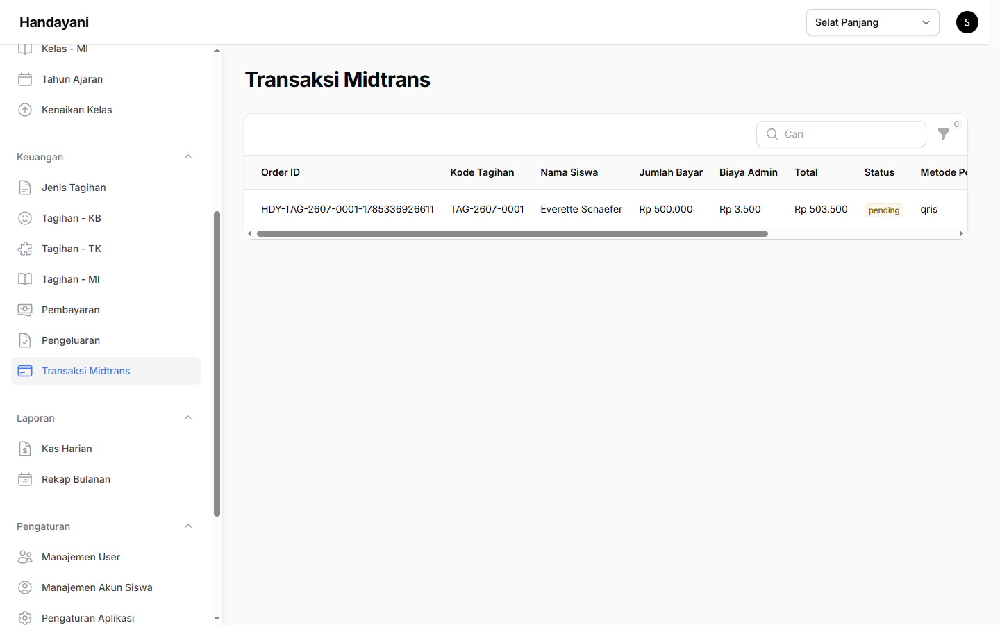 Handayani
Selat Panjang
S
Kelas - MI
Tahun Ajaran
Kenaikan Kelas
Keuangan
Jenis Tagihan
Tagihan - KB
Tagihan - TK
Tagihan - MI
Pembayaran
Pengeluaran
Transaksi Midtrans
Laporan
Kas Harian
Rekap Bulanan
Pengaturan
Manajemen User
Manajemen Akun Siswa
Pengaturan Aplikasi
Transaksi Midtrans
Cari
0
Order ID Kode Tagihan Nama Siswa Jumlah Bayar Biaya Admin Total Status Metode Pe
HDY-TAG-2607-0001-1785336926611 TAG-2607-0001 Everette Schaefer Rp 500.000 Rp 3.500 Rp 503.500 pending qris